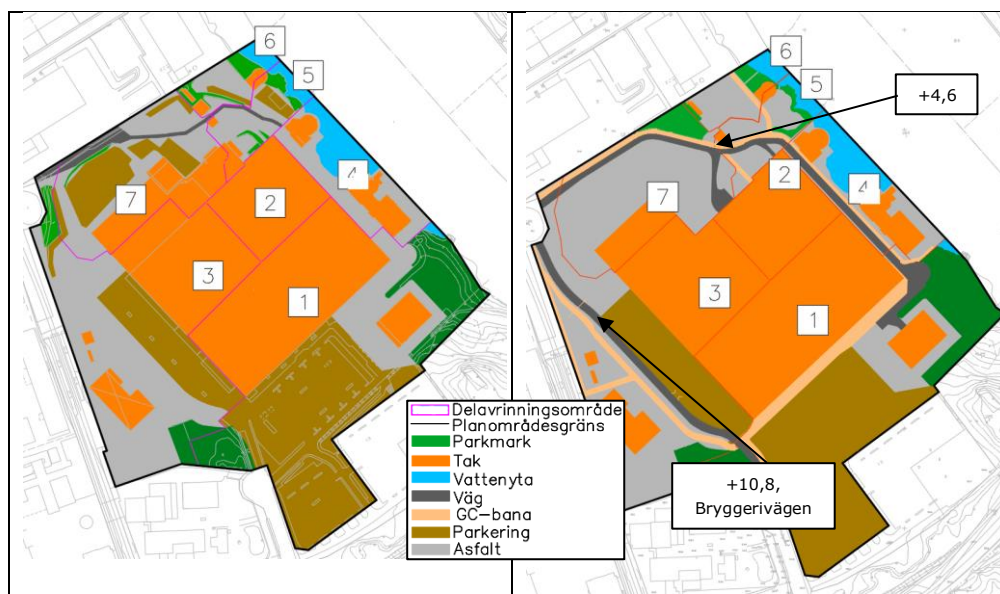 6
5
4
2
7
3
1
6
5
+4,6
2
4
7
3
1
Delavrinningsområde
Planområdesgräns
Parkmark
Tak
Vattenyta
Väg
GC-bana
Parkering
Asfalt
+10,8,
Bryggerivägen